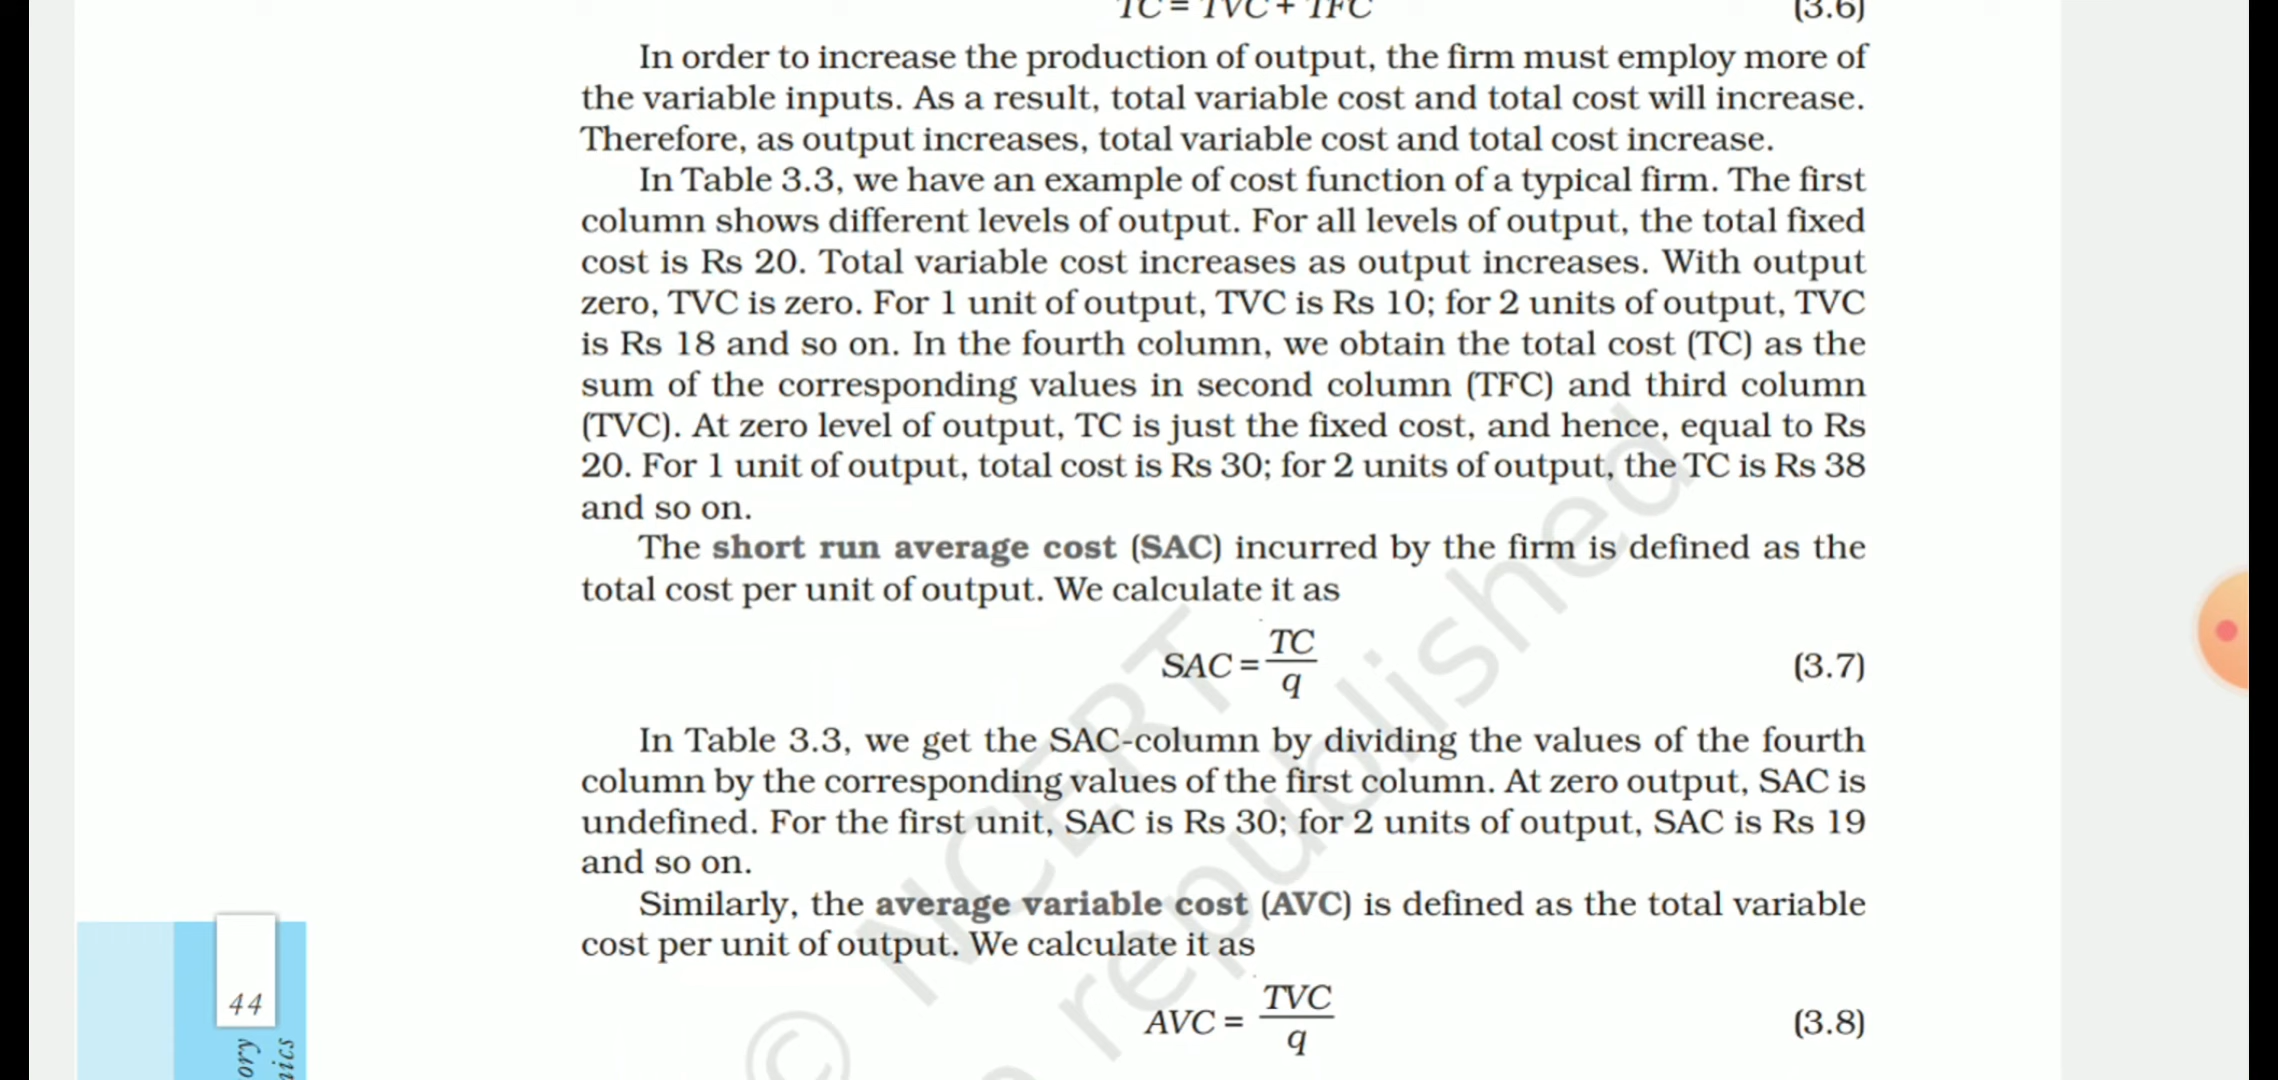 TC = TVC + TFC (3.6)
In order to increase the production of output, the firm must employ more of
the variable inputs. As a result, total variable cost and total cost will increase.
Therefore, as output increases, total variable cost and total cost increase.
In Table 3.3, we have an example of cost function of a typical firm. The first
column shows different levels of output. For all levels of output, the total fixed
cost is Rs 20. Total variable cost increases as output increases. With output
zero, TVC is zero. For 1 unit of output, TVC is Rs 10; for 2 units of output, TVC
is Rs 18 and so on. In the fourth column, we obtain the total cost (TC) as the
sum of the corresponding values in second column (TFC) and third column
(TVC). At zero level of output, TC is just the fixed cost, and hence, equal to Rs
20. For 1 unit of output, total cost is Rs 30; for 2 units of output, the TC is Rs 38
and so on.
The short run average cost (SAC) incurred by the firm is defined as the
total cost per unit of output. We calculate it as
TC
SAC = (3.7)
q
In Table 3.3, we get the SAC-column by dividing the values of the fourth
column by the corresponding values of the first column. At zero output, SAC is
undefined. For the first unit, SAC is Rs 30; for 2 units of output, SAC is Rs 19
and so on.
Similarly, the average variable cost (AVC) is defined as the total variable
cost per unit of output. We calculate it as
TVC
AVC = (3.8)
q
44
© NCERT
republished